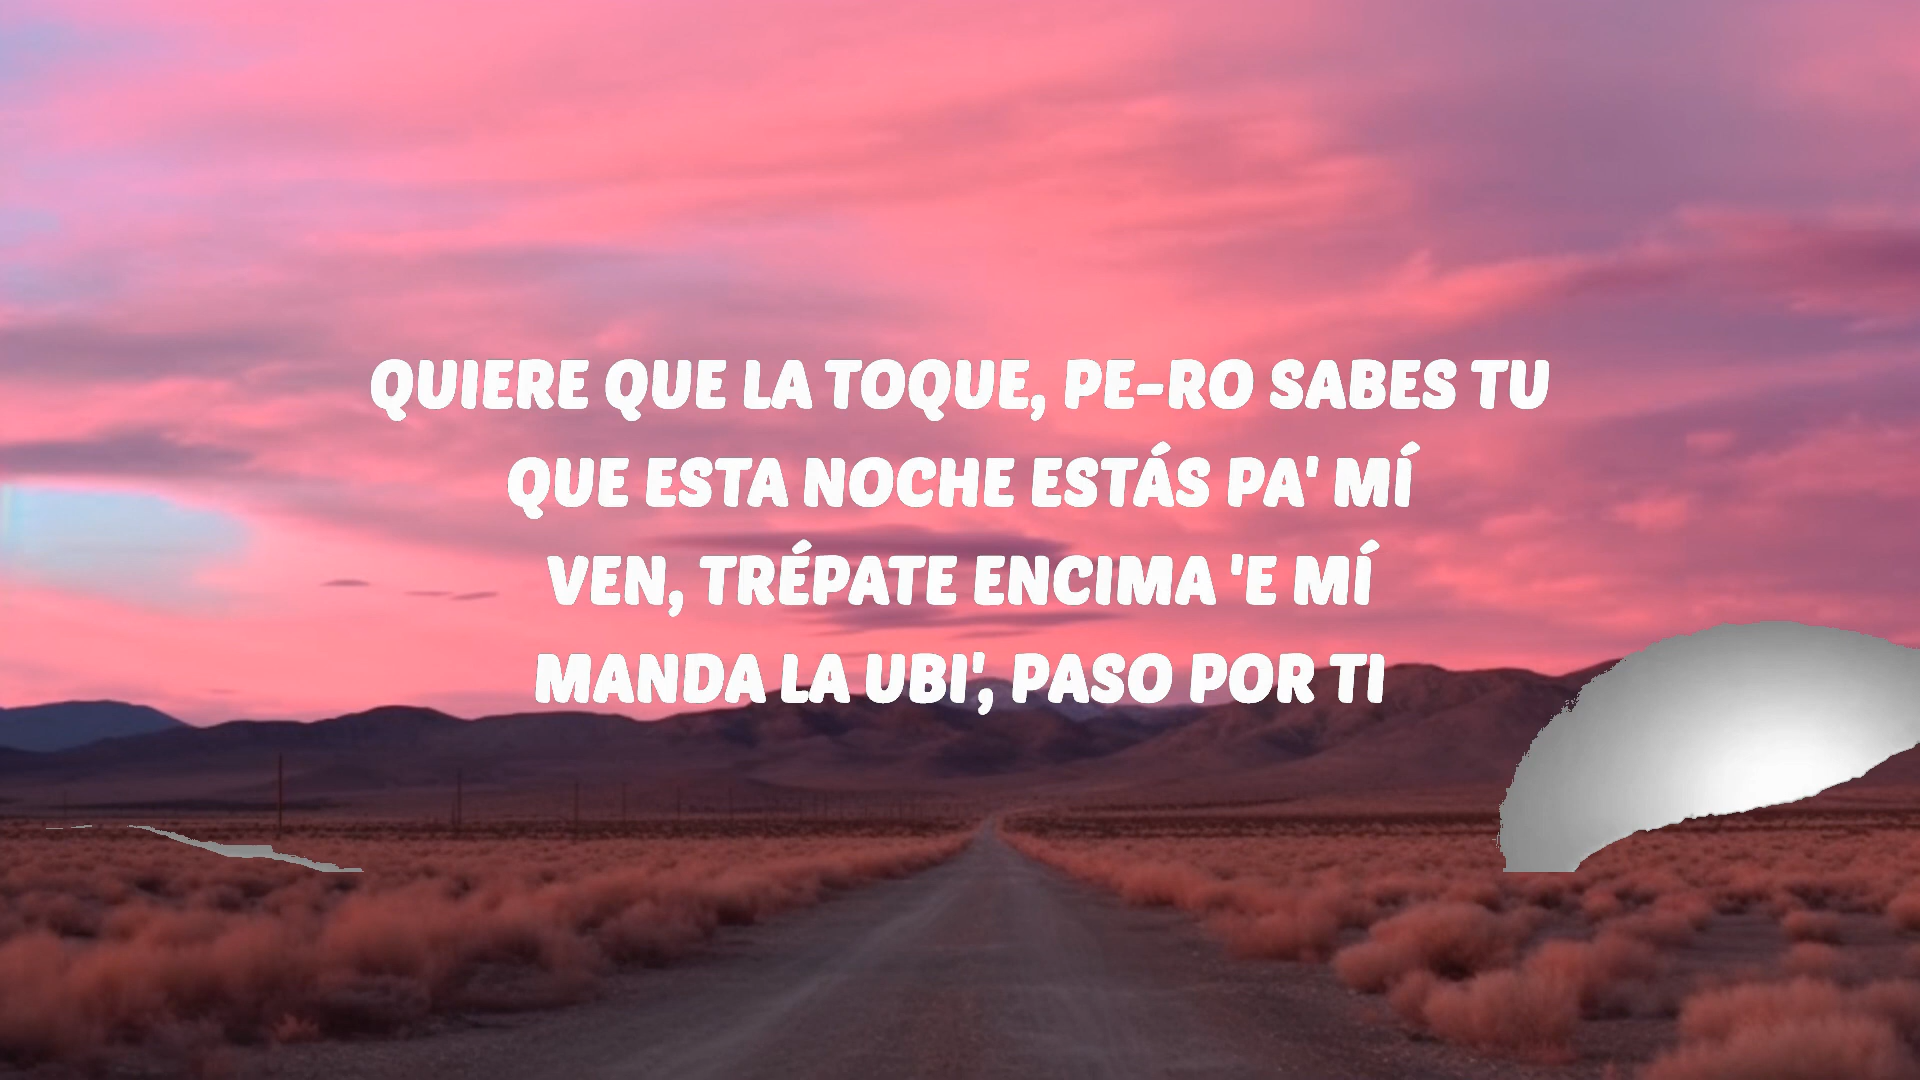 QUIERE QUE LA TOQUE, PE-RO SABES TU
QUE ESTA NOCHE ESTÁS PA' MÍ
VEN, TRÉPATE ENCIMA 'E MÍ
MANDA LA UBI', PASO POR TI